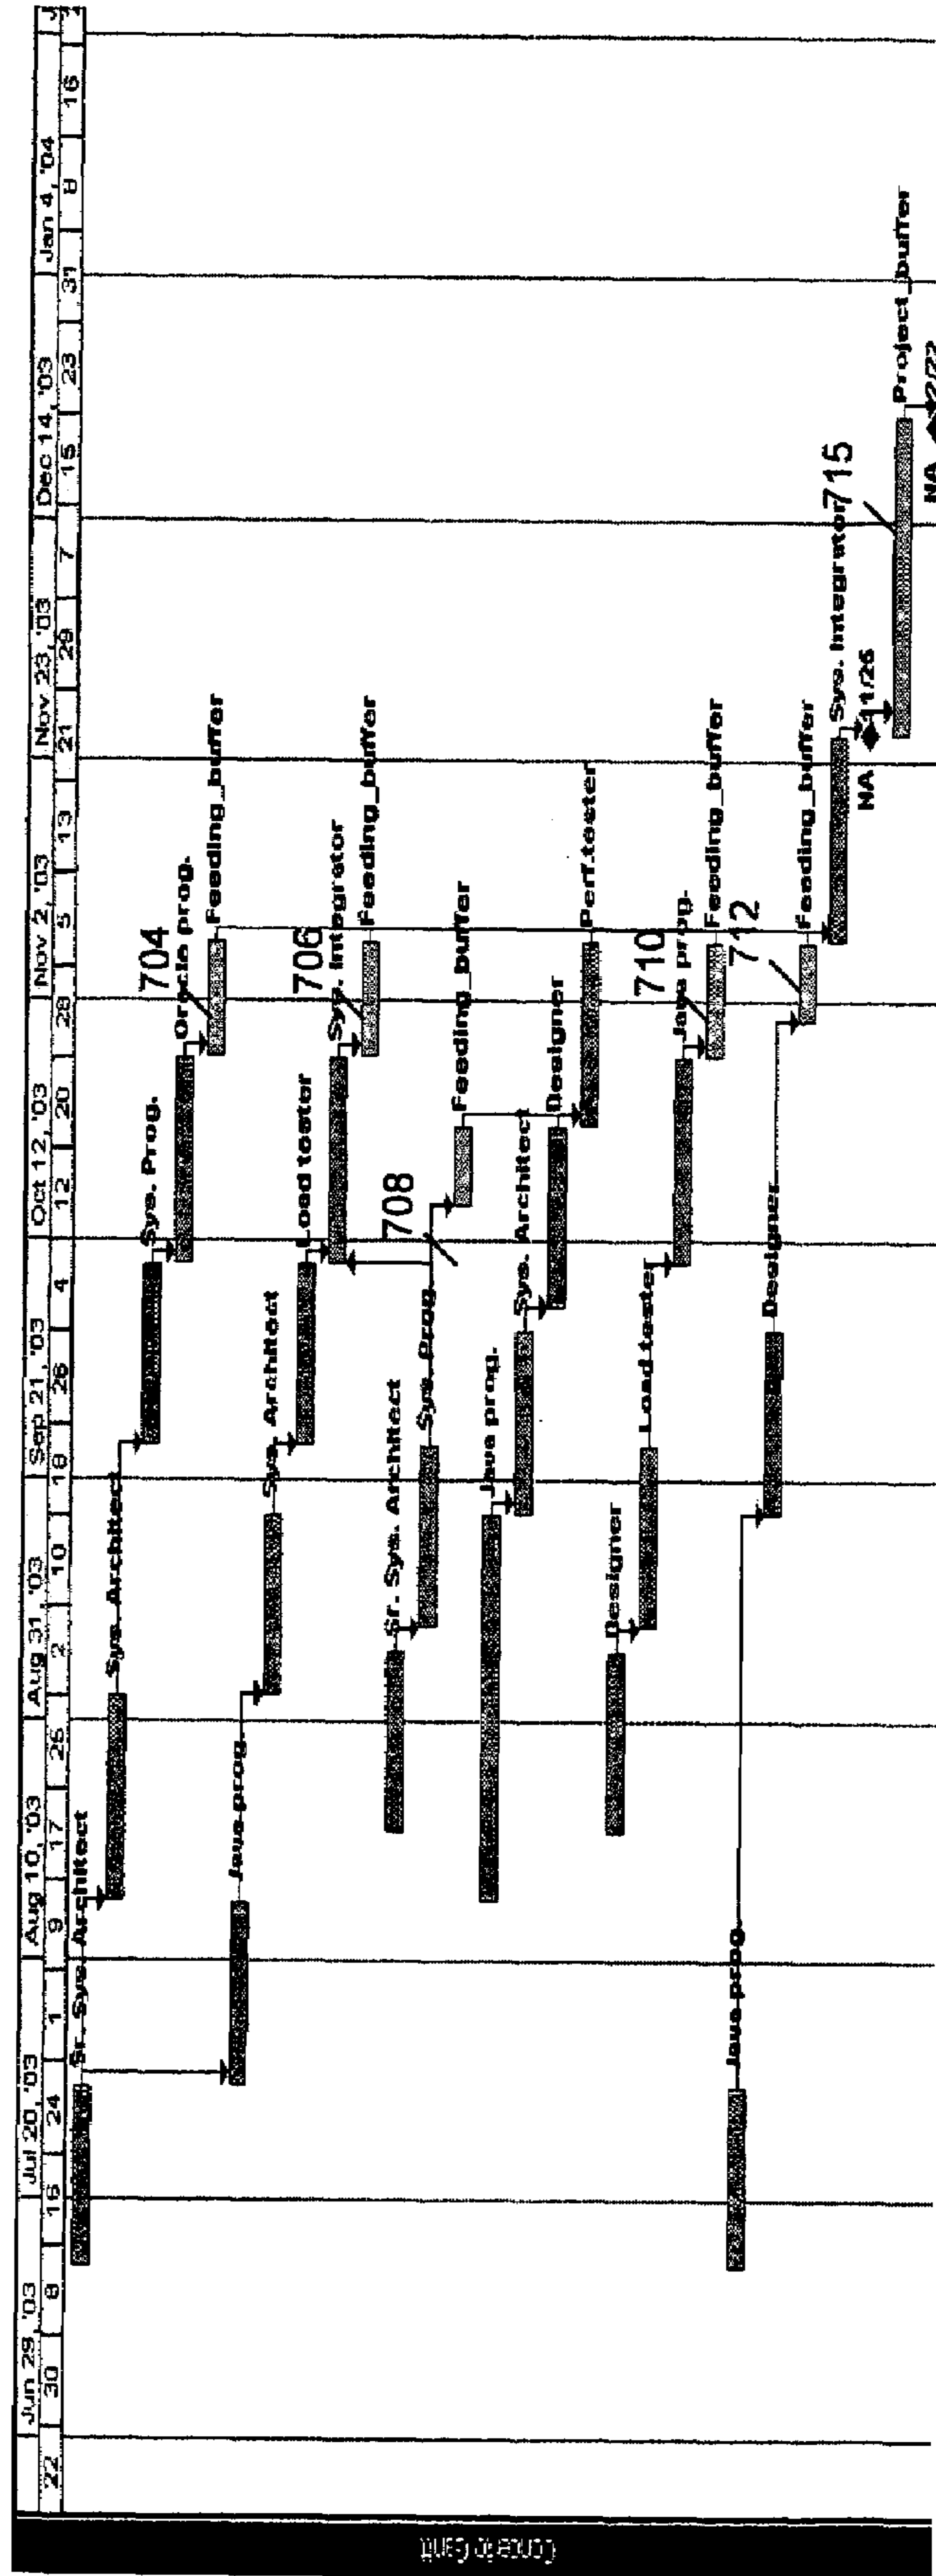 Jun 29, '03 Jul 20, '03 Aug 10, '03 Aug 31, '03 Sep 21, '03 Oct 12, '03 Nov 2, '03 Nov 23, '03 Dec 14, '03 Jan 4, '04
22 30 8 16 24 1 9 17 25 2 10 18 26 4 12 20 28 5 13 21 29 7 15 23 31 8 16
Sr. Sys. Architect
Sys. Architect
Sys. Prog.
704
Oracle prog.
Feeding_buffer
Java prog.
Sys. Architect
Load tester
706
Sys. Integrator
Feeding_buffer
Sr. Sys. Architect
708
Sys. Prog.
Feeding_buffer
Java prog.
Sys. Architect
Designer
Perf.tester
Designer
Load tester
710
Java prog.
Feeding_buffer
712
Java prog.
Designer
Feeding_buffer
Sys. Integrator
715
NA 11/26
Project_buffer
NA
Concerto Gantt